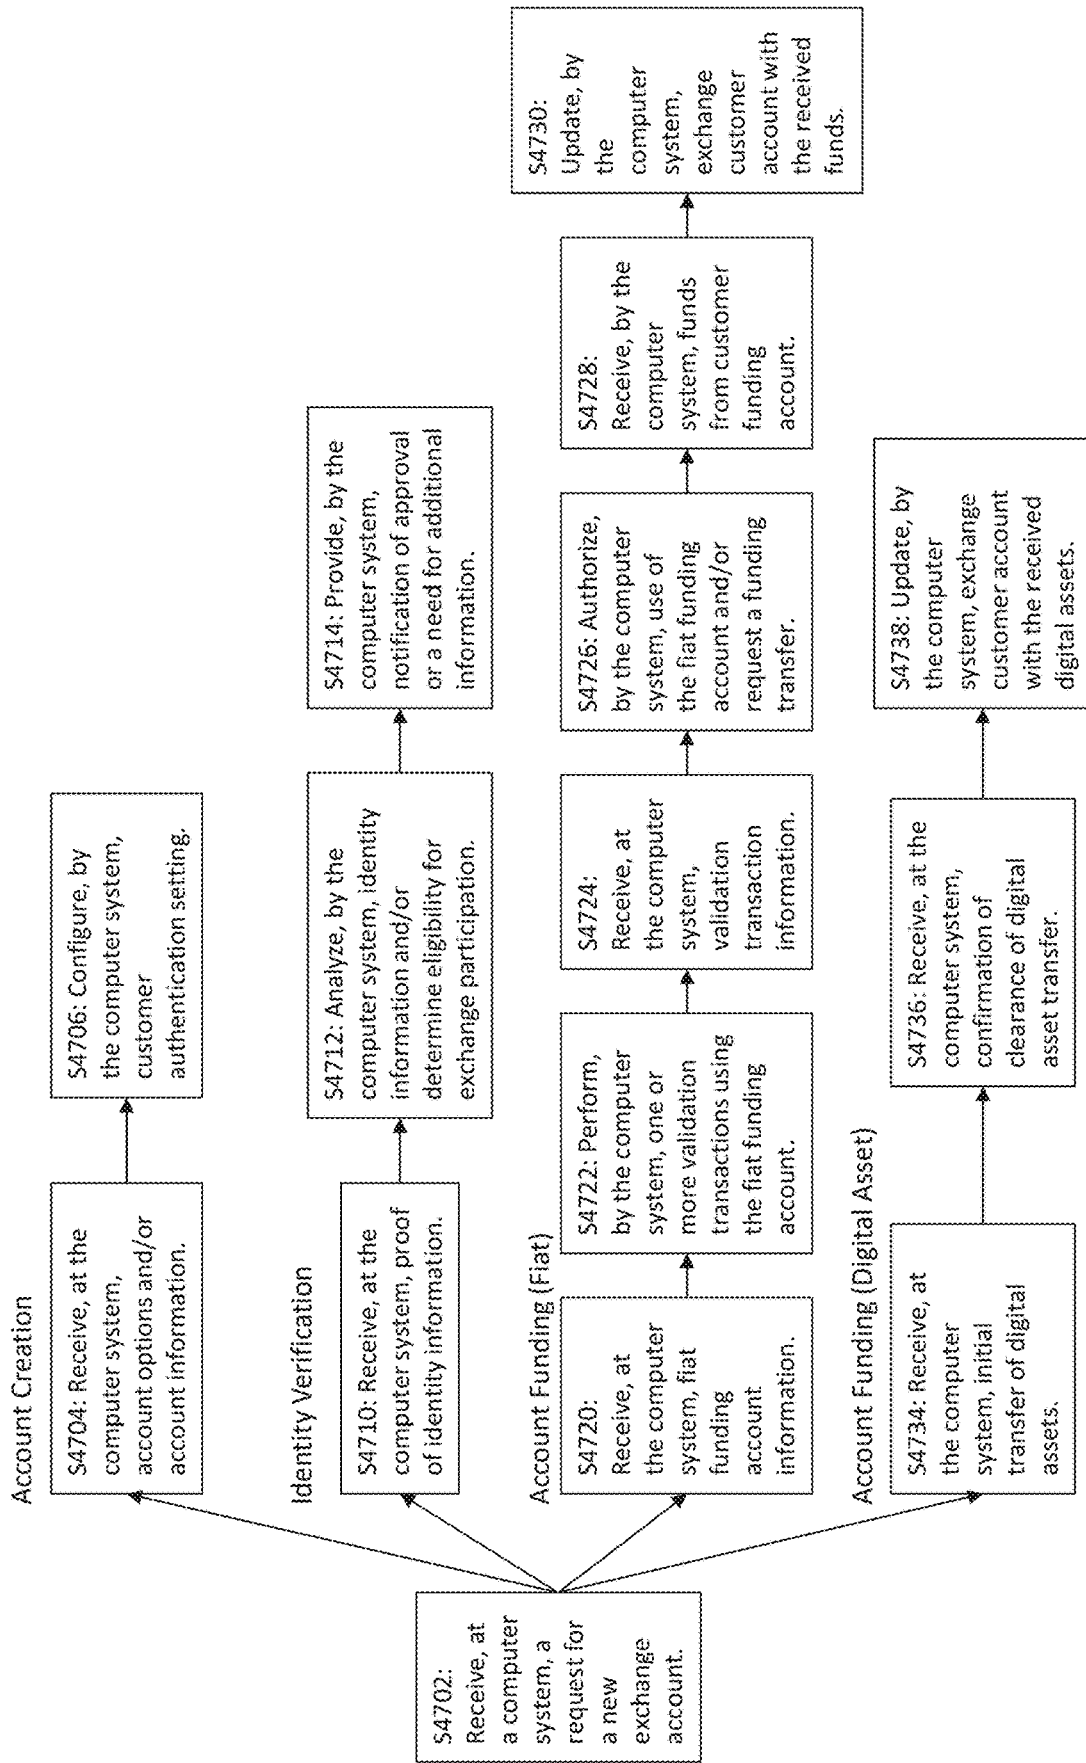 S4702:
Receive, at
a computer
system, a
request for
a new
exchange
account.
Account Creation
S4704: Receive, at the
computer system,
account options and/or
account information.
S4706: Configure, by
the computer system,
customer
authentication setting.
Identity Verification
S4710: Receive, at the
computer system, proof
of identity information.
S4712: Analyze, by the
computer system, identity
information and/or
determine eligibility for
exchange participation.
S4714: Provide, by the
computer system,
notification of approval
or a need for additional
information.
Account Funding (Fiat)
S4720:
Receive, at
the computer
system, fiat
funding
account
information.
S4722: Perform,
by the computer
system, one or
more validation
transactions using
the fiat funding
account.
S4724:
Receive, at
the computer
system,
validation
transaction
information.
S4726: Authorize,
by the computer
system, use of
the fiat funding
account and/or
request a funding
transfer.
S4728:
Receive, by the
computer
system, funds
from customer
funding
account.
S4730:
Update, by
the
computer
system,
exchange
customer
account with
the received
funds.
Account Funding (Digital Asset)
S4734: Receive, at
the computer
system, initial
transfer of digital
assets.
S4736: Receive, at the
computer system,
confirmation of
clearance of digital
asset transfer.
S4738: Update, by
the computer
system, exchange
customer account
with the received
digital assets.